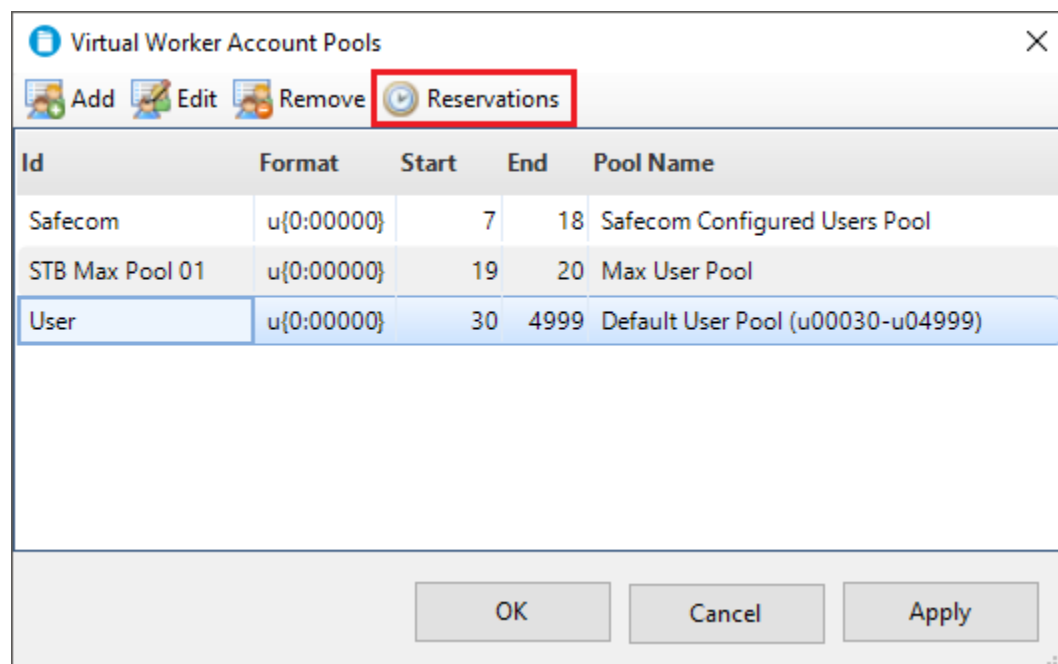 Virtual Worker Account Pools
Add Edit Remove Reservations
Id Format Start End Pool Name
Safecom u{0:00000} 7 18 Safecom Configured Users Pool
STB Max Pool 01 u{0:00000} 19 20 Max User Pool
User u{0:00000} 30 4999 Default User Pool (u00030-u04999)
OK Cancel Apply